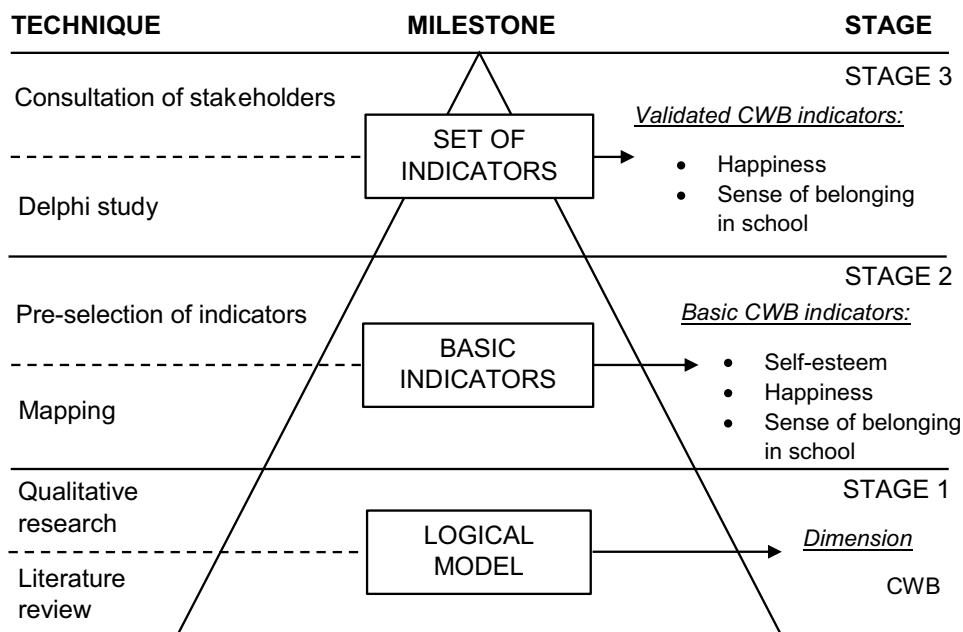 TECHNIQUE MILESTONE STAGE
STAGE 3
Consultation of stakeholders
Validated CWB indicators:
SET OF
INDICATORS
• Happiness
• Sense of belonging
in school
Delphi study
STAGE 2
Pre-selection of indicators
Basic CWB indicators:
BASIC
INDICATORS
• Self-esteem
• Happiness
• Sense of belonging
in school
Mapping
STAGE 1
Qualitative
research
LOGICAL
MODEL
Dimension
CWB
Literature
review